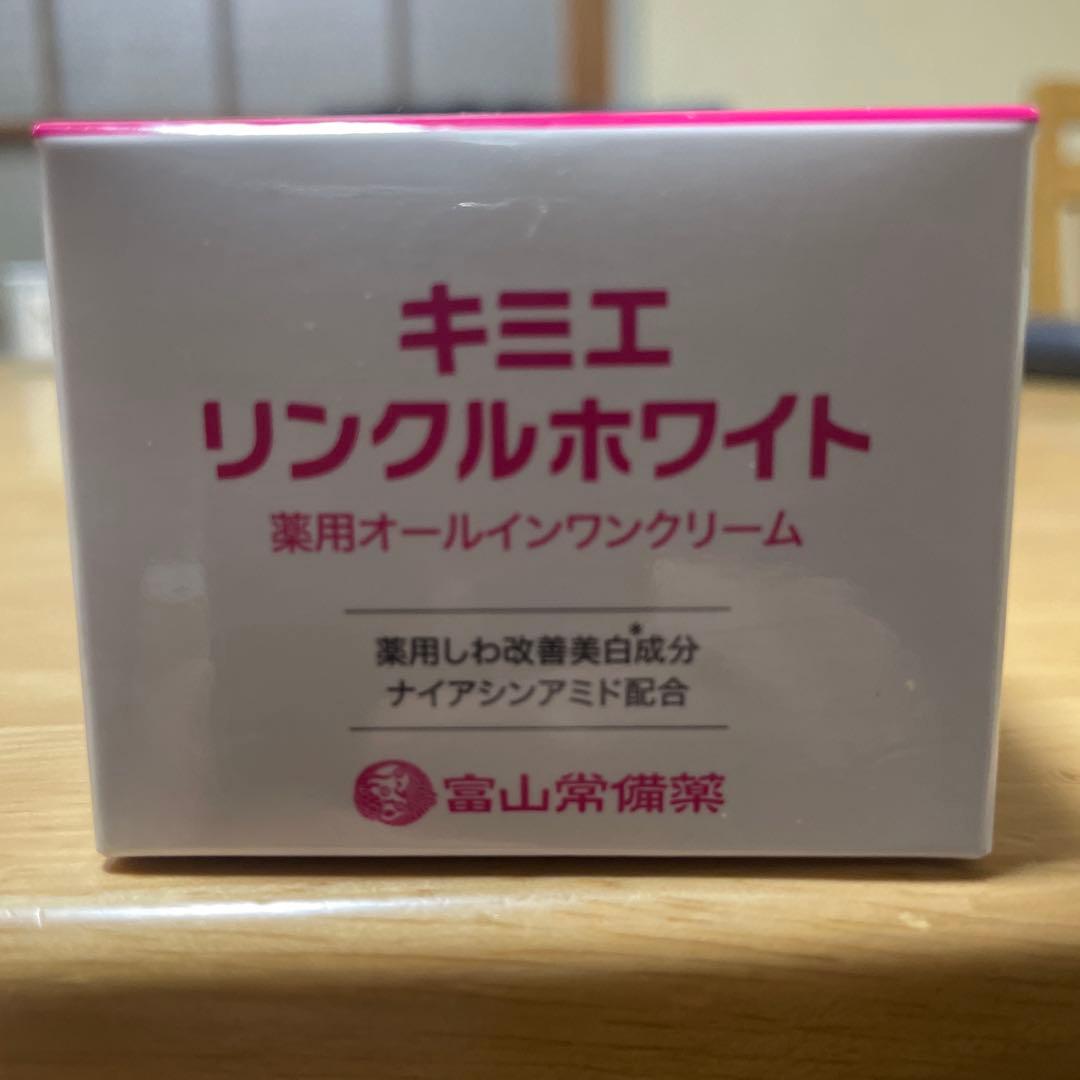 キミエ
リンクルホワイト
薬用オールインワンクリーム
薬用しわ改善美白*成分
ナイアシンアミド配合
富山常備薬